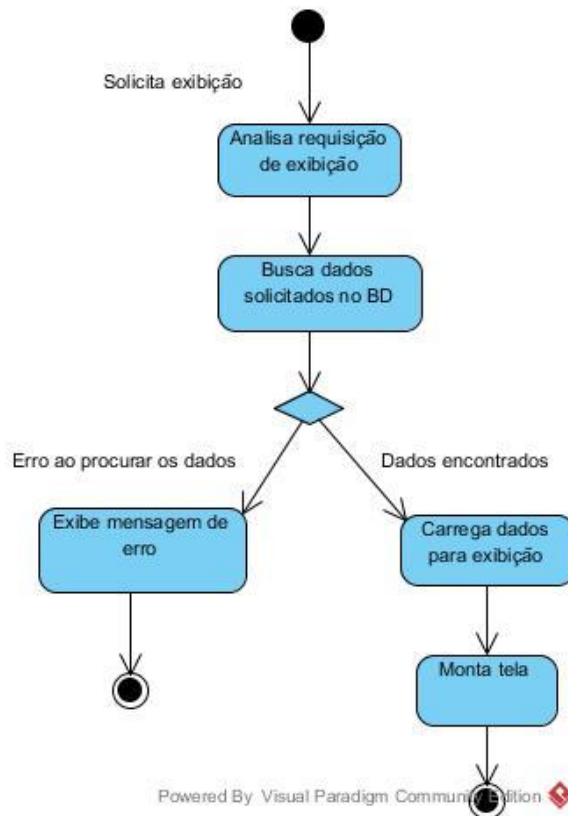 Solicita exibição
Analisa requisição
de exibição
Busca dados
solicitados no BD
Erro ao procurar os dados
Dados encontrados
Exibe mensagem de
erro
Carrega dados
para exibição
Monta tela
Powered By Visual Paradigm Community Edition